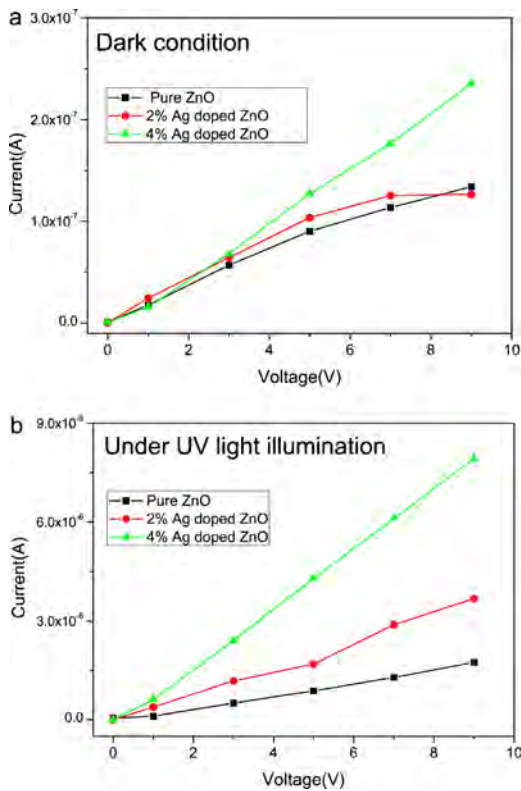 a
Dark condition
Pure ZnO
2% Ag doped ZnO
4% Ag doped ZnO
3.0x10⁻⁷
2.0x10⁻⁷
1.0x10⁻⁷
0.0
Current(A)
0 2 4 6 8 10
Voltage(V)
b
Under UV light illumination
Pure ZnO
2% Ag doped ZnO
4% Ag doped ZnO
9.0x10⁻⁶
6.0x10⁻⁶
3.0x10⁻⁶
0.0
Current(A)
0 2 4 6 8 10
Voltage(V)